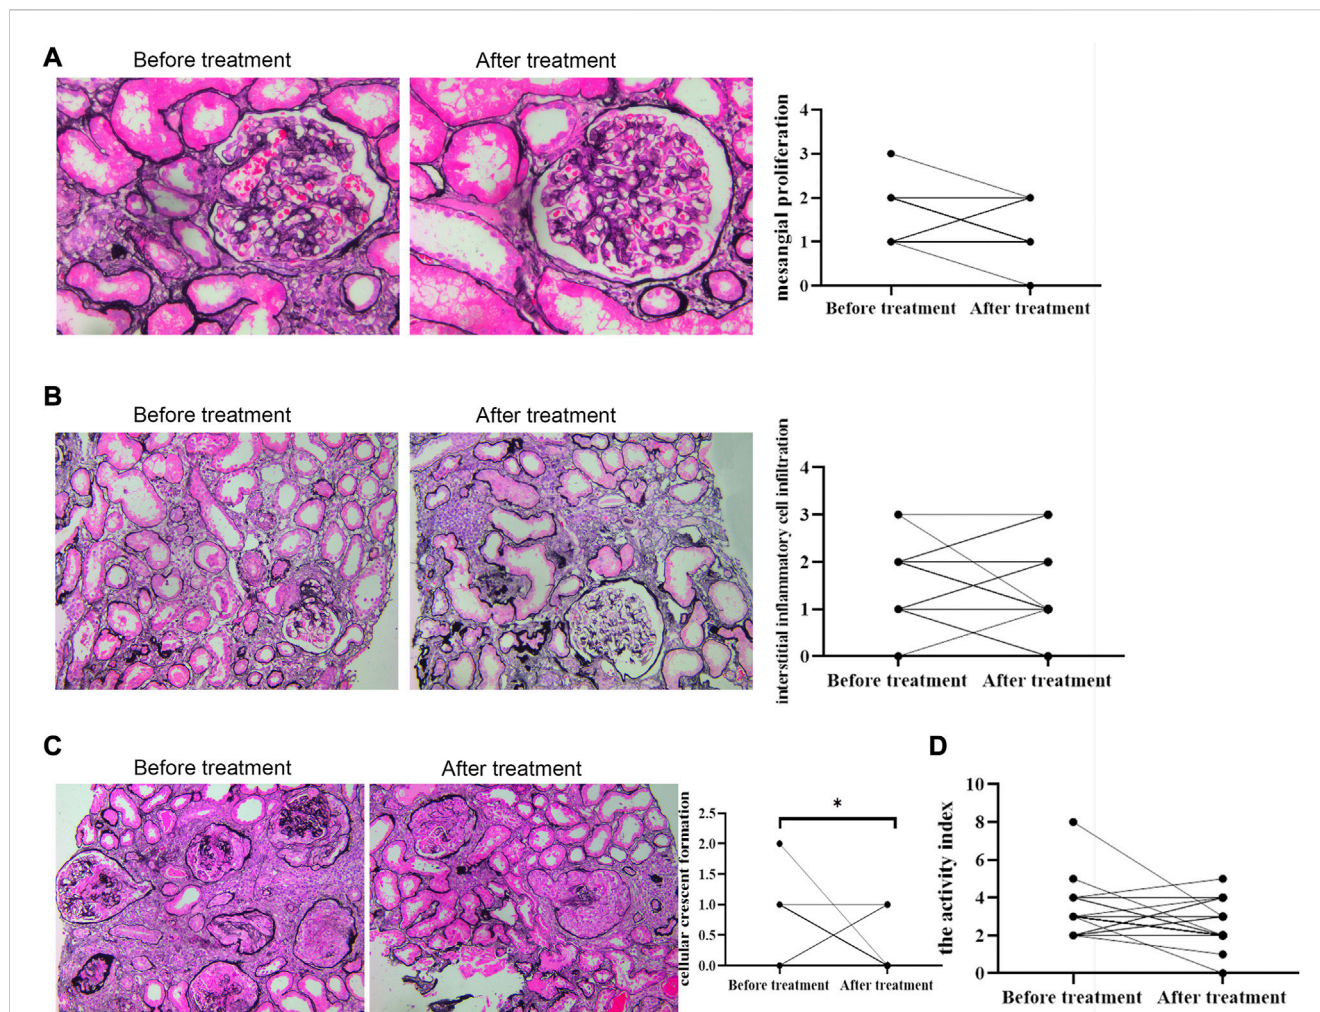 A
Before treatment
After treatment
mesangial proliferation
4
3
2
1
0
Before treatment After treatment
B
Before treatment
After treatment
interstitial inflammatory cell infiltration
4
3
2
1
0
Before treatment After treatment
C
Before treatment
After treatment
cellular crescent formation
2.5
2.0
1.5
1.0
0.5
0.0
*
Before treatment After treatment
D
the activity index
10
8
6
4
2
0
Before treatment After treatment